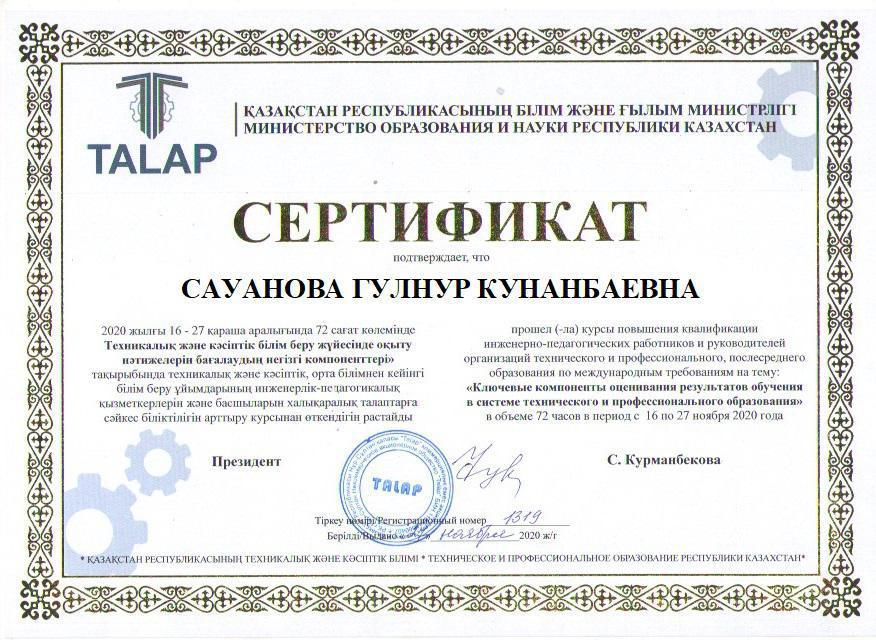 TALAP
ҚАЗАҚСТАН РЕСПУБЛИКАСЫНЫҢ БІЛІМ ЖӘНЕ ҒЫЛЫМ МИНИСТРЛІГІ
МИНИСТЕРСТВО ОБРАЗОВАНИЯ И НАУКИ РЕСПУБЛИКИ КАЗАХСТАН
СЕРТИФИКАТ
подтверждает, что
САУАНОВА ГУЛНУР КУНАНБАЕВНА
2020 жылғы 16 - 27 қараша аралығында 72 сағат көлемінде
Техникалық және кәсіптік білім беру жүйесінде оқыту
нәтижелерін бағалаудың негізгі компоненттері»
тақырыбында техникалық және кәсіптік, орта білімнен кейінгі
білім беру ұйымдарының инженерлік-педагогикалық
қызметкерлерін және басшыларын халықаралық талаптарға
сәйкес біліктілігін арттыру курсынан өткендігін растайды
прошел (-ла) курсы повышения квалификации
инженерно-педагогических работников и руководителей
организаций технического и профессионального, послесреднего
образования по международным требованиям на тему:
«Ключевые компоненты оценивания результатов обучения
в системе технического и профессионального образования»
в объеме 72 часов в период с 16 по 27 ноября 2020 года
Президент
TALAP
С. Курманбекова
Тіркеу нөмірі/Регистрационный номер 1319
Берілді/Выдано « » ноября 2020 ж/г
* ҚАЗАҚСТАН РЕСПУБЛИКАСЫНЫҢ ТЕХНИКАЛЫҚ ЖӘНЕ КӘСІПТІК БІЛІМІ * ТЕХНИЧЕСКОЕ И ПРОФЕССИОНАЛЬНОЕ ОБРАЗОВАНИЕ РЕСПУБЛИКИ КАЗАХСТАН*